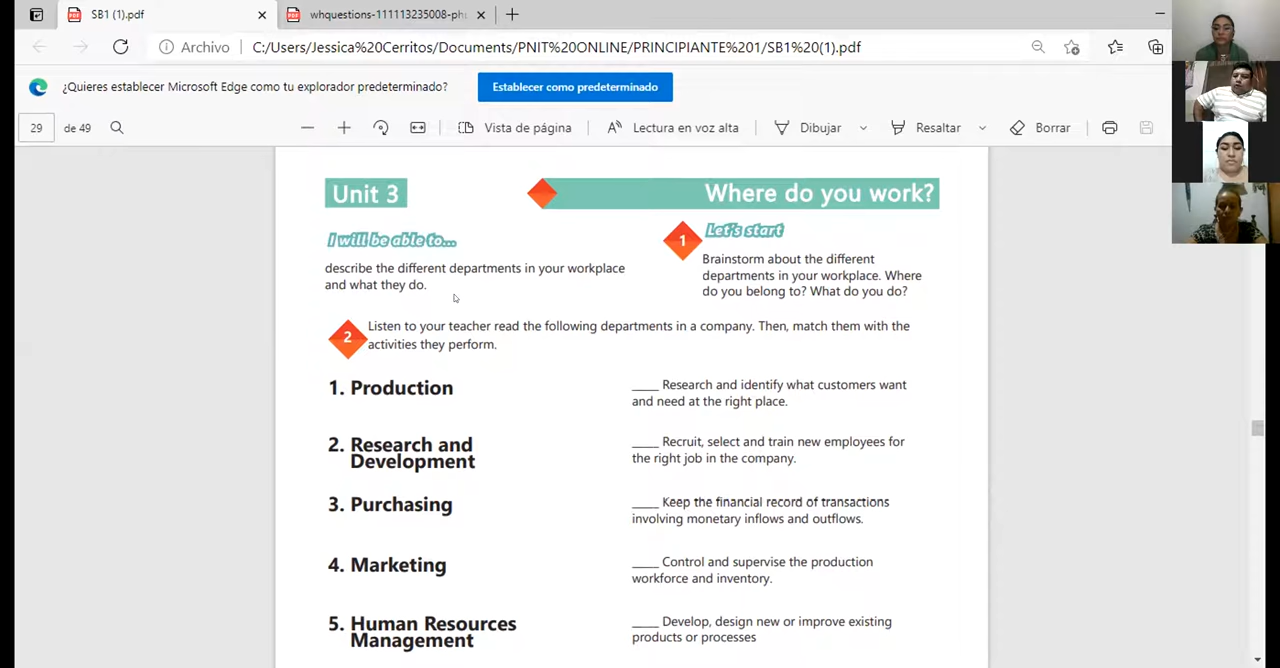 SB1 (1).pdf
whquestions-111113235008-ph
Archivo
C:/Users/Jessica%20Cerritos/Documents/PNIT%20ONLINE/PRINCIPIANTE%201/SB1%20(1).pdf
¿Quieres establecer Microsoft Edge como tu explorador predeterminado?
Establecer como predeterminado
29
de 49
Vista de página
Lectura en voz alta
Dibujar
Resaltar
Borrar
Unit 3
Where do you work?
I will be able to...
describe the different departments in your workplace
and what they do.
1
Let's start
Brainstorm about the different
departments in your workplace. Where
do you belong to? What do you do?
2
Listen to your teacher read the following departments in a company. Then, match them with the
activities they perform.
1. Production
____ Research and identify what customers want
and need at the right place.
2. Research and
Development
____ Recruit, select and train new employees for
the right job in the company.
3. Purchasing
____ Keep the financial record of transactions
involving monetary inflows and outflows.
4. Marketing
____ Control and supervise the production
workforce and inventory.
5. Human Resources
Management
____ Develop, design new or improve existing
products or processes